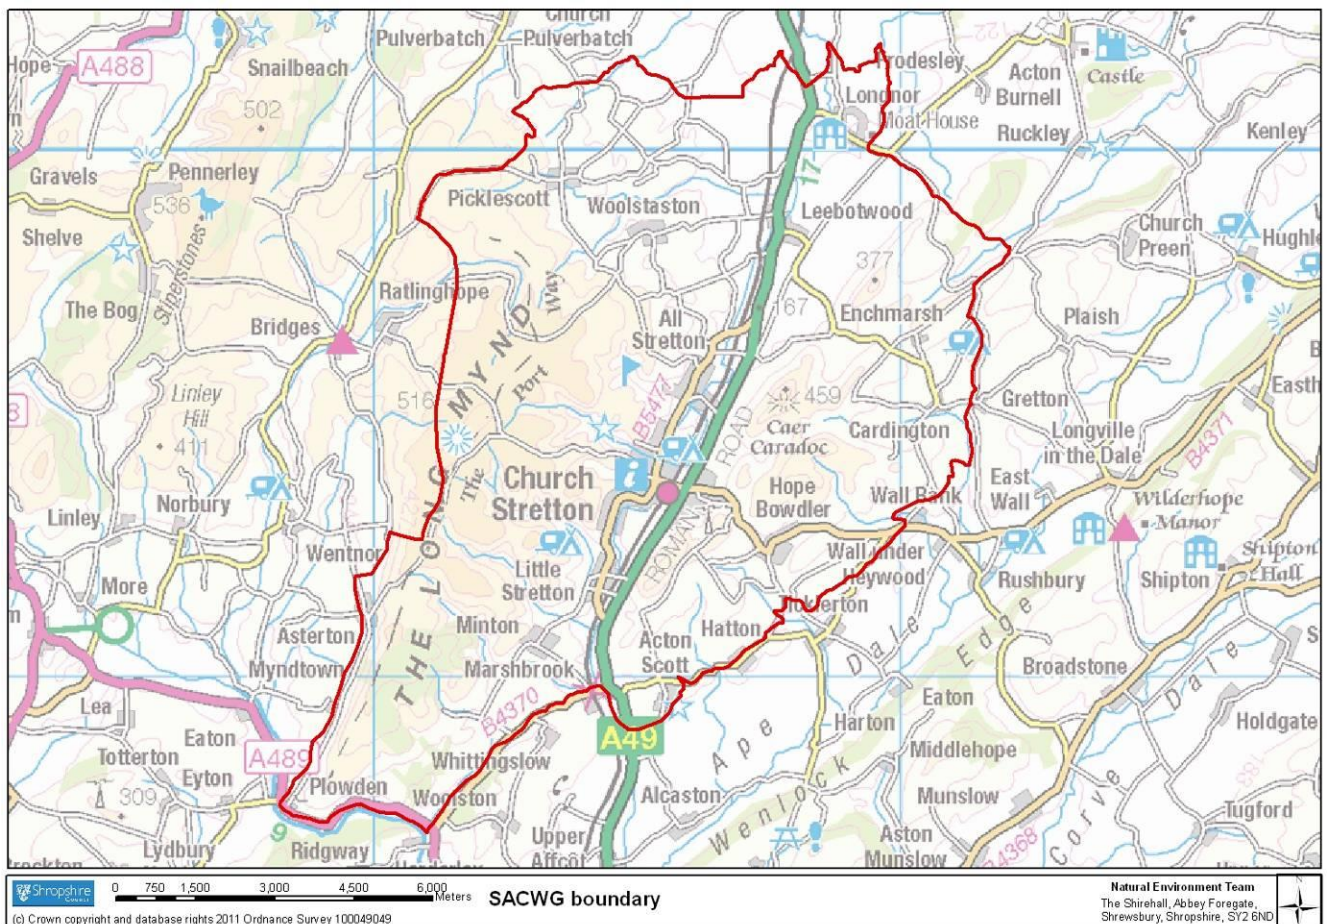 Church
Pulverbatch
Pulverbatch
Hope
A488
Snailbeach
Frodesley
Acton
Burnell
Castle
502
Longnor
Moat House
Ruckley
Kenley
22
Gravels
Pennerley
17
Picklescott
Woolstaston
Leebotwood
536
Shelve
Stiperstones
Church
Preen
377
Way
Ratlinghope
The Bog
Bridges
All
Stretton
167
Enchmarsh
Plaish
Port
THE LONG MYND
Linley
Hill
411
516
B5477
459
Caer
Caradoc
Gretton
Cardington
Longville
in the Dale
B4371
The
Church
Stretton
ROMAN ROAD
Hope
Bowdler
Wall Bank
East
Wall
Wilderhope
Manor
Norbury
Linley
Wentnor
Wall under
Heywood
Shipton
Hall
More
Little
Stretton
Rushbury
Shipton
Asterton
Minton
Hatton
Acton
Scott
Myndtown
Marshbrook
Broadstone
Lea
B4370
Eaton
Holdgate
Eaton
A489
A49
Harton
Totterton
Whittingslow
Middlehope
Eyton
Plowden
309
Woolston
Alcaston
Munslow
Tugford
9
Lydbury
Ridgway
Upper
Affcot
Aston
Munslow
B4368
Ape Dale
Wenlock Edge
Corve Dale
Shropshire
Council
0 750 1,500 3,000 4,500 6,000
Meters
SACWG boundary
Natural Environment Team
The Shirehall, Abbey Foregate,
Shrewsbury, Shropshire, SY2 6ND
(c) Crown copyright and database rights 2011 Ordnance Survey 100049049